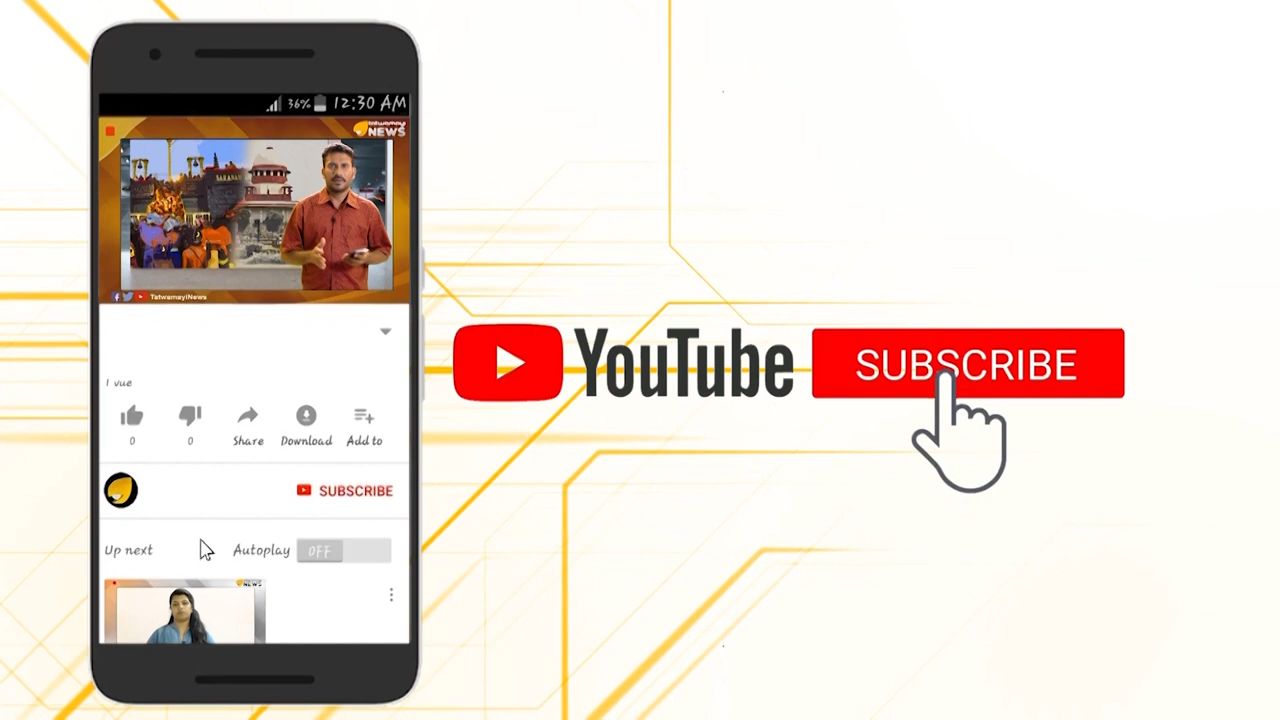 36% 12:30 AM
tatwamayi
NEWS
TatwamayiNews
1 vue
0
0
Share
Download
Add to
SUBSCRIBE
Up next
Autoplay
OFF
NEWS
YouTube
SUBSCRIBE